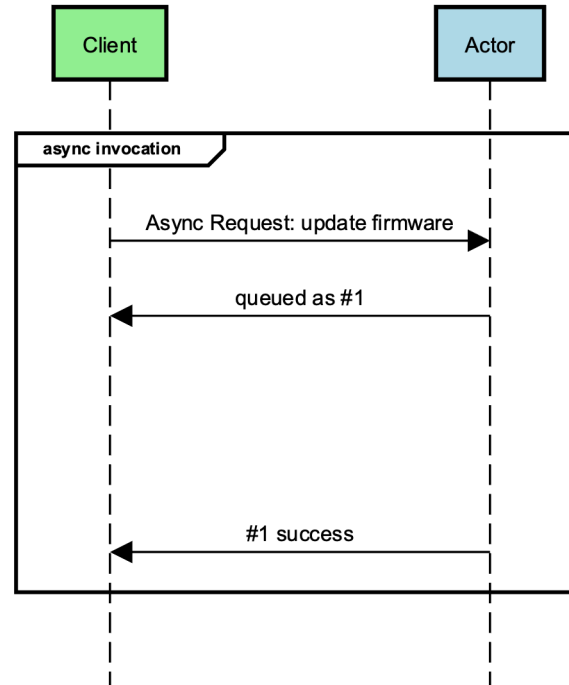 Client
Actor
async invocation
Async Request: update firmware
queued as #1
#1 success